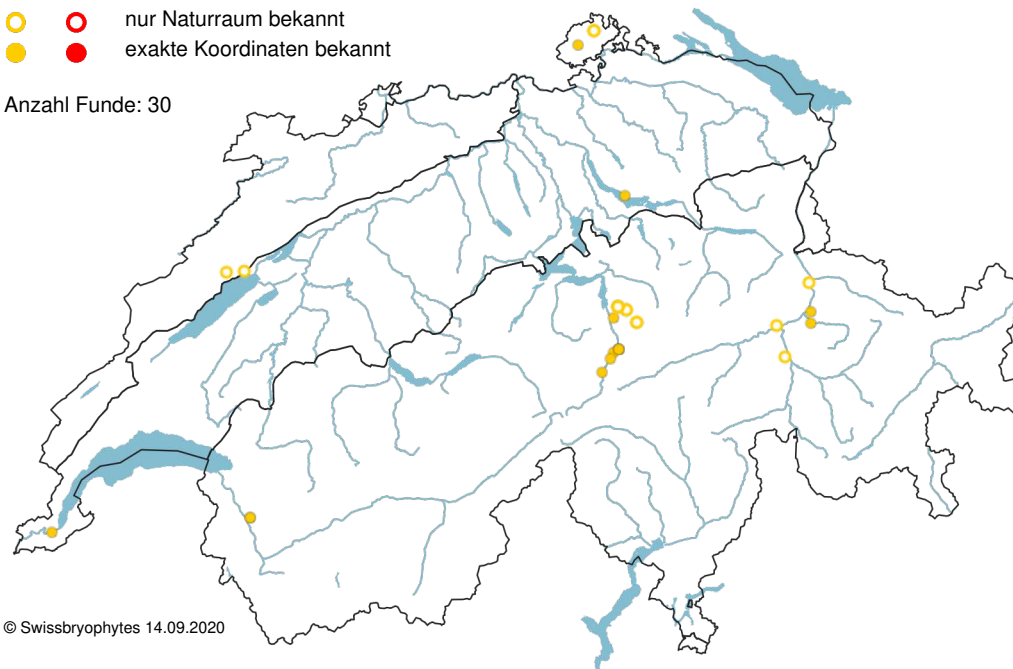 nur Naturraum bekannt
exakte Koordinaten bekannt
Anzahl Funde: 30
© Swissbryophytes 14.09.2020